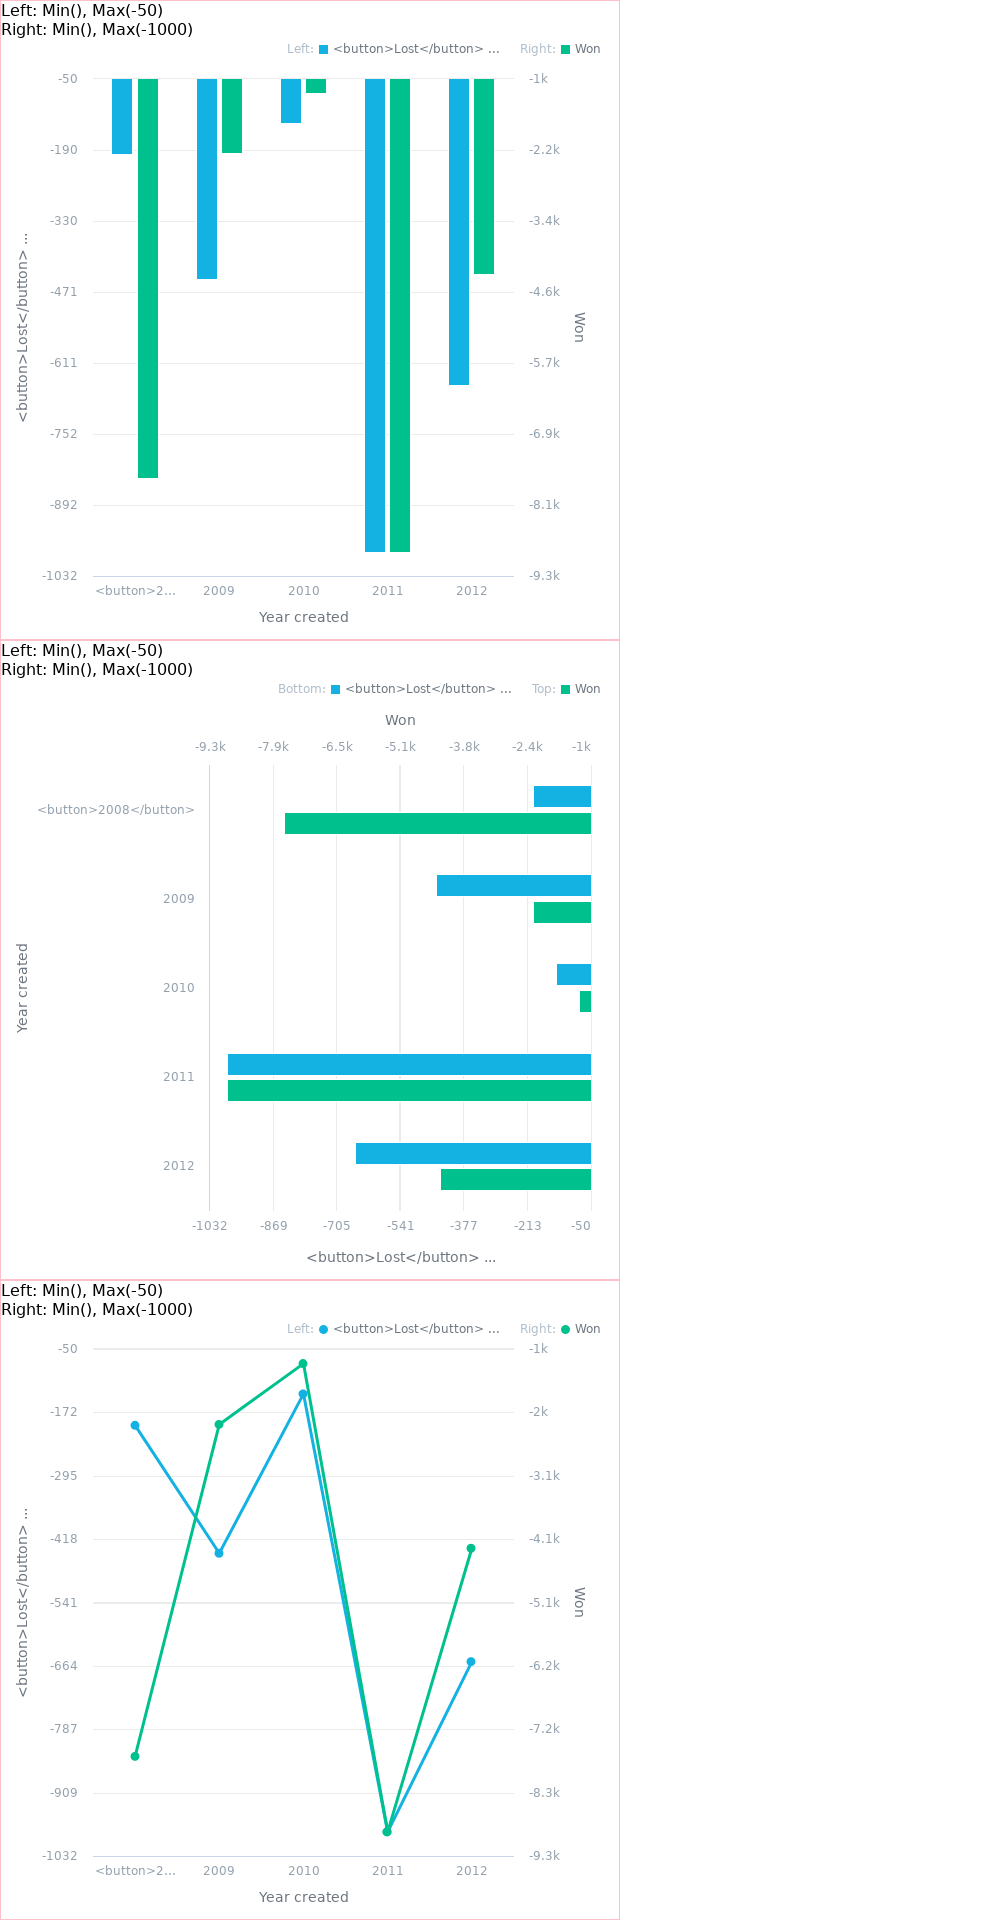 Left: Min(), Max(-50)
Right: Min(), Max(-1000)
Left: <button>Lost</button> ... Right: Won
-50 -1k
-190 -2.2k
-330 -3.4k
-471 -4.6k
-611 -5.7k
-752 -6.9k
-892 -8.1k
-1032 -9.3k
<button>Lost</button> ...
Won
<button>2... 2009 2010 2011 2012
Year created
Left: Min(), Max(-50)
Right: Min(), Max(-1000)
Bottom: <button>Lost</button> ... Top: Won
Won
-9.3k -7.9k -6.5k -5.1k -3.8k -2.4k -1k
<button>2008</button>
2009
2010
2011
2012
Year created
-1032 -869 -705 -541 -377 -213 -50
<button>Lost</button> ...
Left: Min(), Max(-50)
Right: Min(), Max(-1000)
Left: <button>Lost</button> ... Right: Won
-50 -1k
-172 -2k
-295 -3.1k
-418 -4.1k
-541 -5.1k
-664 -6.2k
-787 -7.2k
-909 -8.3k
-1032 -9.3k
<button>Lost</button> ...
Won
<button>2... 2009 2010 2011 2012
Year created